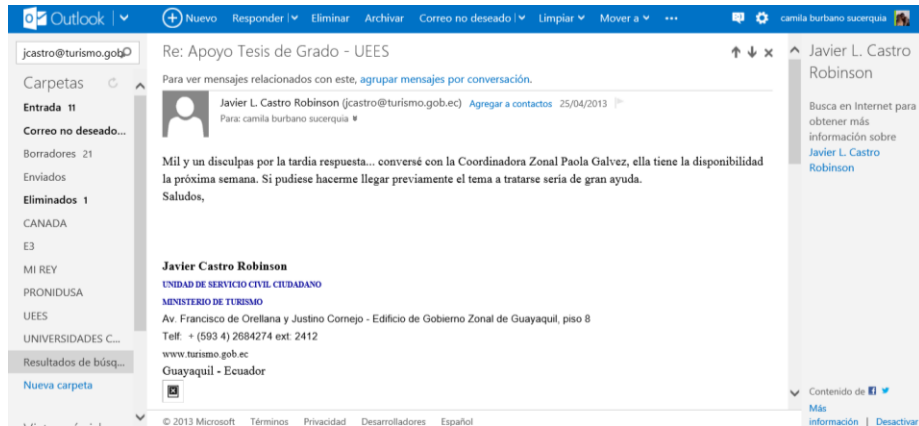 Outlook
Nuevo Responder Eliminar Archivar Correo no deseado Limpiar Mover a ••• camila burbano sucerquia
jcastro@turismo.gob
Carpetas
Entrada 11
Correo no deseado...
Borradores 21
Enviados
Eliminados 1
CANADA
E3
MI REY
PRONIDUSA
UEES
UNIVERSIDADES C...
Resultados de búsq...
Nueva carpeta
Re: Apoyo Tesis de Grado - UEES
Para ver mensajes relacionados con este, agrupar mensajes por conversación.
Javier L. Castro Robinson (jcastro@turismo.gob.ec) Agregar a contactos 25/04/2013
Para: camila burbano sucerquia
Mil y un disculpas por la tardia respuesta... conversé con la Coordinadora Zonal Paola Galvez, ella tiene la disponibilidad
la próxima semana. Si pudiese hacerme llegar previamente el tema a tratarse sería de gran ayuda.
Saludos,
Javier Castro Robinson
UNIDAD DE SERVICIO CIVIL CIUDADANO
MINISTERIO DE TURISMO
Av. Francisco de Orellana y Justino Cornejo - Edificio de Gobierno Zonal de Guayaquil, piso 8
Telf: + (593 4) 2684274 ext: 2412
www.turismo.gob.ec
Guayaquil - Ecuador
© 2013 Microsoft Términos Privacidad Desarrolladores Español
Javier L. Castro
Robinson
Busca en Internet para
obtener más
información sobre
Javier L. Castro
Robinson
Contenido de
Más
información | Desactivar